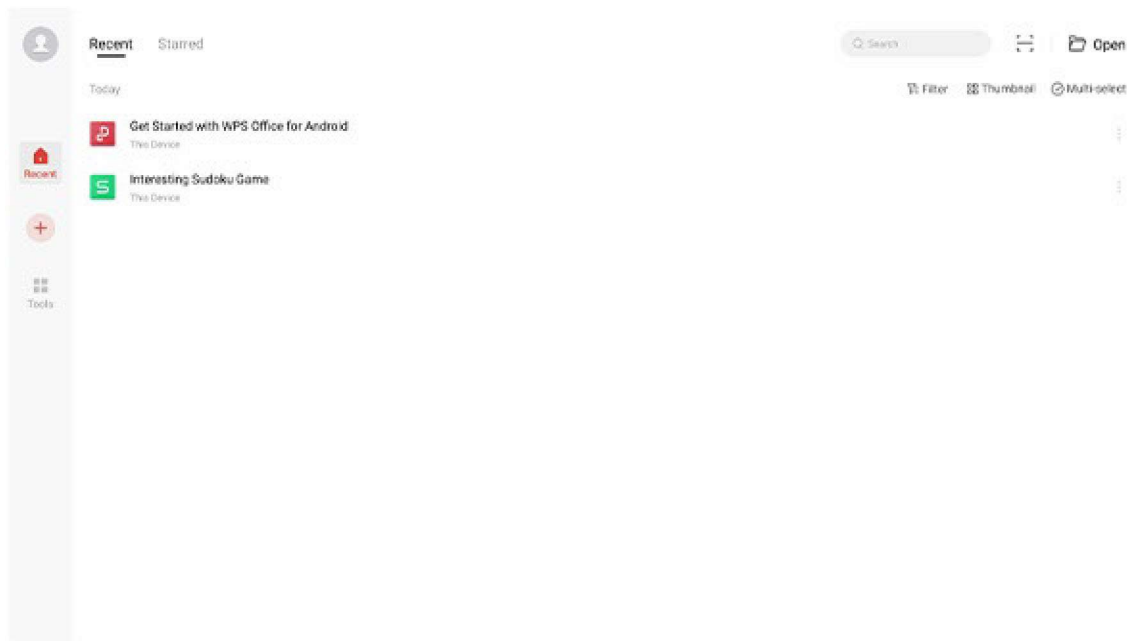 Recent Starred Search Open
Today Filter Thumbnail Multi-select
Get Started with WPS Office for Android
This Device
Recent
Interesting Sudoku Game
This Device
Tools